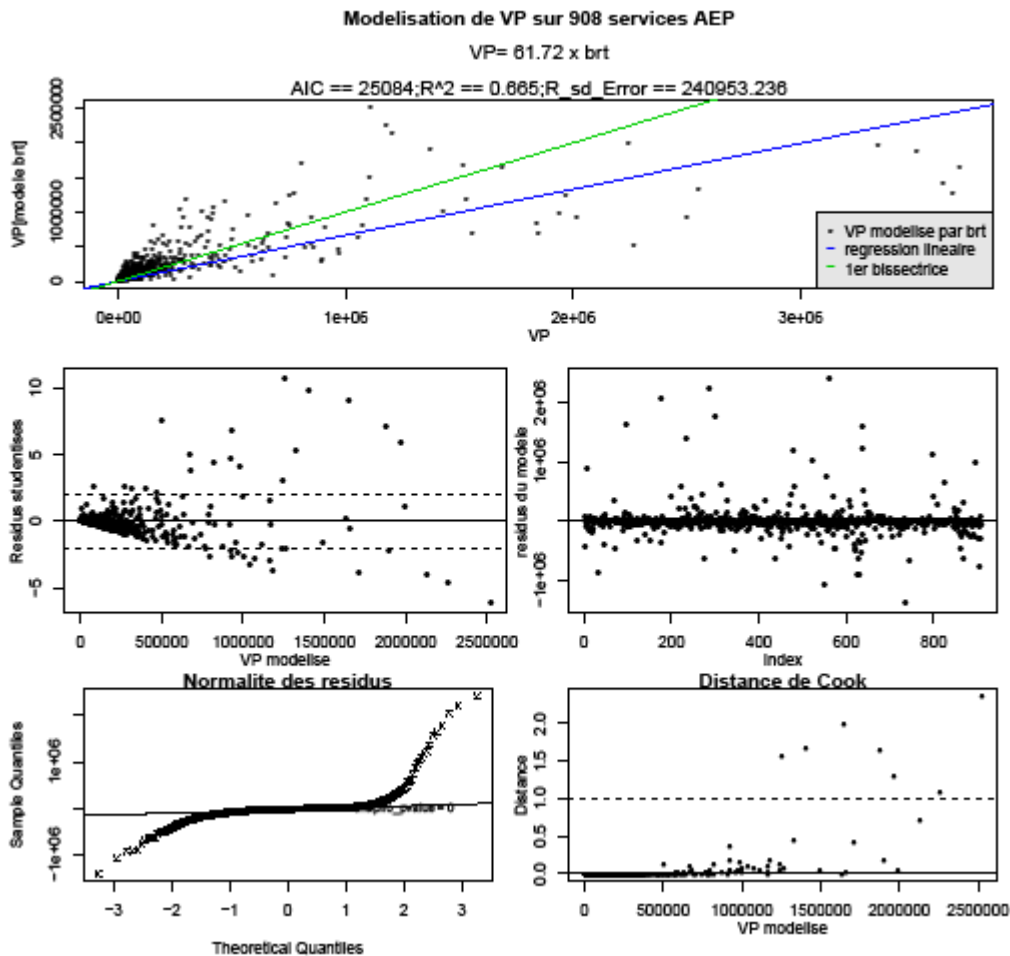 Modelisation de VP sur 908 services AEP
VP= 61.72 x brt
AIC == 25084;R^2 == 0.665;R_sd_Error == 240953.236
VP[modele brt]
0 1000000 2500000
VP modelise par brt
regression lineaire
1er bissectrice
0e+00 1e+06 2e+06 3e+06
VP
Residus studentises
-5 0 5 10
0 500000 1000000 1500000 2000000 2500000
VP modelise
residus du modele
-1e+06 1e+06 2e+06
0 200 400 600 800
Index
Normalite des residus
Sample Quantiles
-1e+06 1e+06
-3 -2 -1 0 1 2 3
Theoretical Quantiles
Distance de Cook
Distance
0.0 0.5 1.0 1.5 2.0
0 500000 1000000 1500000 2000000 2500000
VP modelise